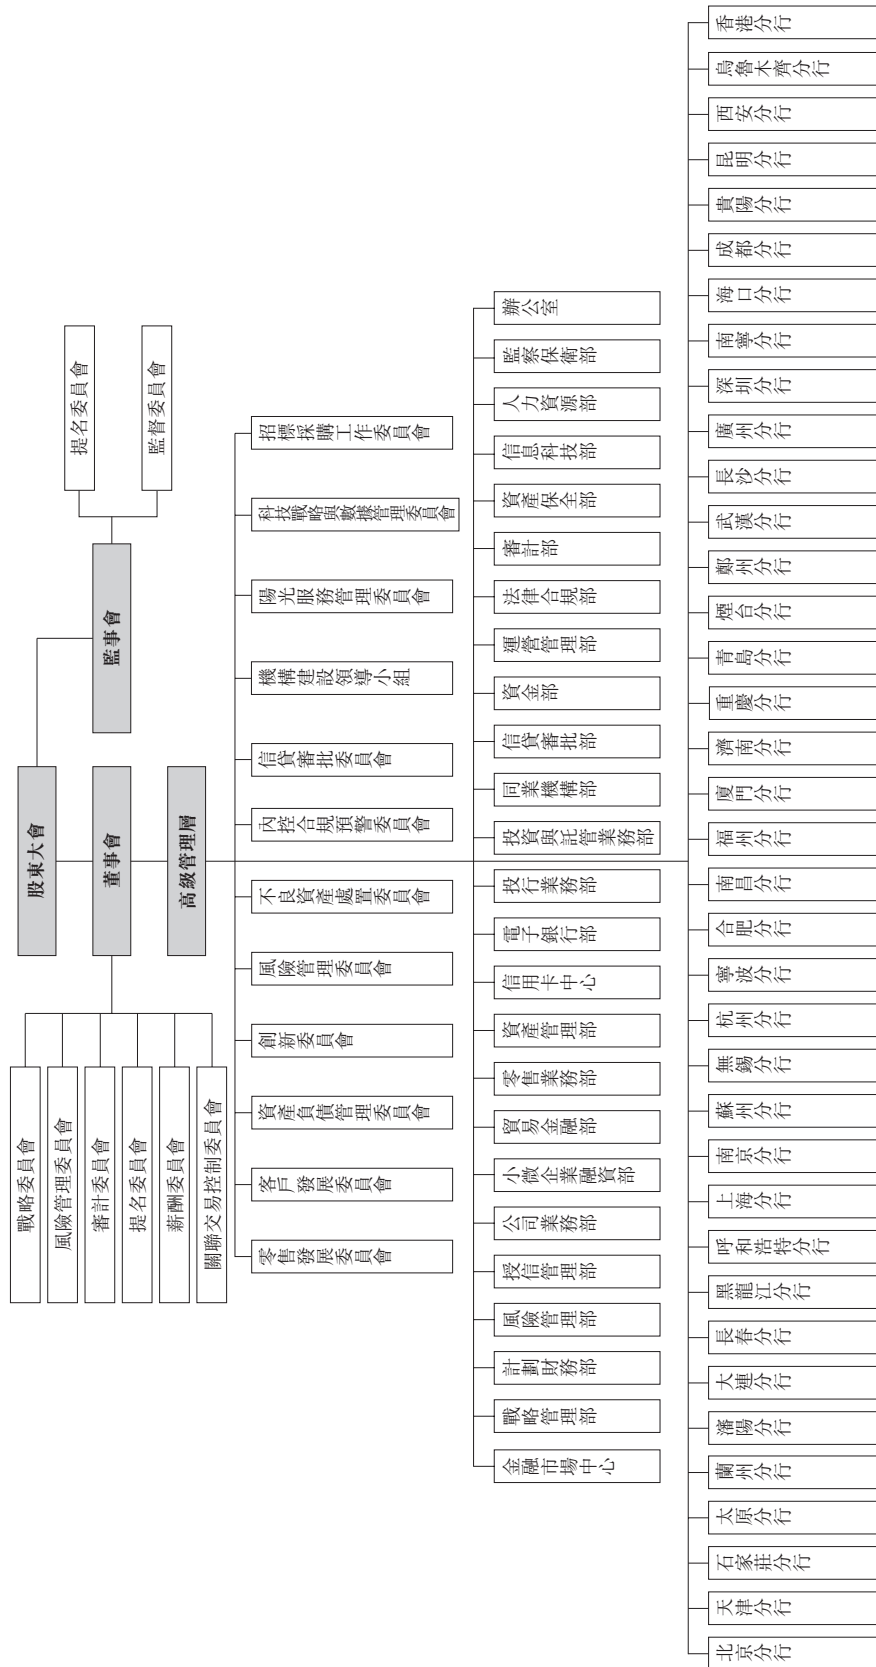 股東大會
董事會
監事會
高級管理層
戰略委員會
風險管理委員會
審計委員會
提名委員會
薪酬委員會
關聯交易控制委員會
提名委員會
監督委員會
零售發展委員會
客戶發展委員會
資產負債管理委員會
創新委員會
風險管理委員會
不良資產處置委員會
內控合規預警委員會
信貸審批委員會
機構建設領導小組
陽光服務管理委員會
科技戰略與數據管理委員會
招標採購工作委員會
金融市場中心
戰略管理部
計劃財務部
風險管理部
授信管理部
公司業務部
小微企業融資部
貿易金融部
零售業務部
資產管理部
信用卡中心
電子銀行部
投行業務部
投資與託管業務部
同業機構部
信貸審批部
資金部
運營管理部
法律合規部
審計部
資產保全部
信息科技部
人力資源部
監察保衛部
辦公室
北京分行
天津分行
石家莊分行
太原分行
蘭州分行
瀋陽分行
大連分行
長春分行
黑龍江分行
呼和浩特分行
上海分行
南京分行
蘇州分行
無錫分行
杭州分行
寧波分行
合肥分行
南昌分行
福州分行
廈門分行
濟南分行
重慶分行
青島分行
煙台分行
鄭州分行
武漢分行
長沙分行
廣州分行
深圳分行
南寧分行
海口分行
成都分行
貴陽分行
昆明分行
西安分行
烏魯木齊分行
香港分行